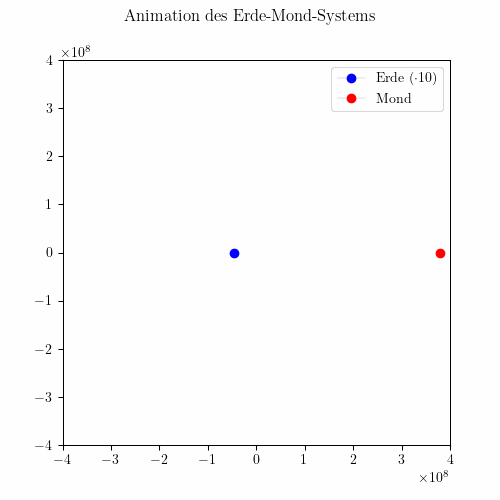 Animation des Erde-Mond-Systems
×10⁸
4
3
2
1
0
−1
−2
−3
−4
Erde (·10)
Mond
−4 −3 −2 −1 0 1 2 3 4
×10⁸